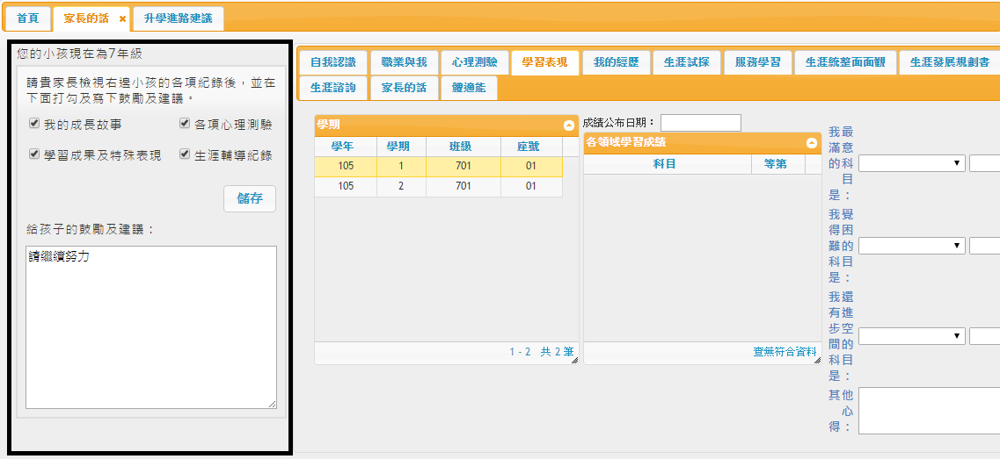 首頁
家長的話
升學進路建議
您的小孩現在為7年級
請貴家長檢視右邊小孩的各項紀錄後，並在
下面打勾及寫下鼓勵及建議。
我的成長故事
各項心理測驗
學習成果及特殊表現
生涯輔導紀錄
儲存
給孩子的鼓勵及建議：
請繼續努力
自我認識
職業與我
心理測驗
學習表現
我的經歷
生涯試探
服務學習
生涯統整面面觀
生涯發展規劃書
生涯諮詢
家長的話
體適能
學期
學年 學期 班級 座號
105 1 701 01
105 2 701 01
1 - 2 共 2 筆
成績公布日期：
各領域學習成績
科目 等第
查無符合資料
我最
滿意
的科
目
是：
我覺
得困
難的
科目
是：
我還
有進
步空
間的
科目
是：
其他
心
得：